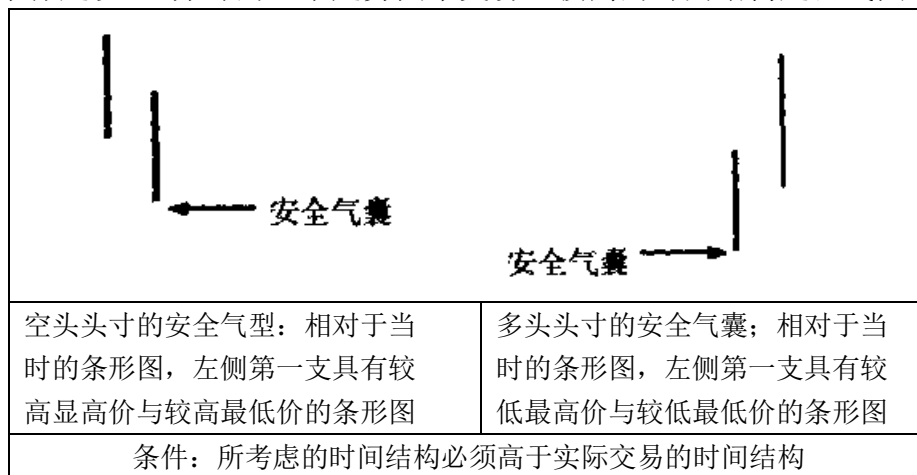 安全气囊
安全气囊
空头头寸的安全气型：相对于当
时的条形图，左侧第一支具有较
高显高价与较高最低价的条形图
多头头寸的安全气囊；相对于当
时的条形图，左侧第一支具有较
低最高价与较低最低价的条形图
条件：所考虑的时间结构必须高于实际交易的时间结构